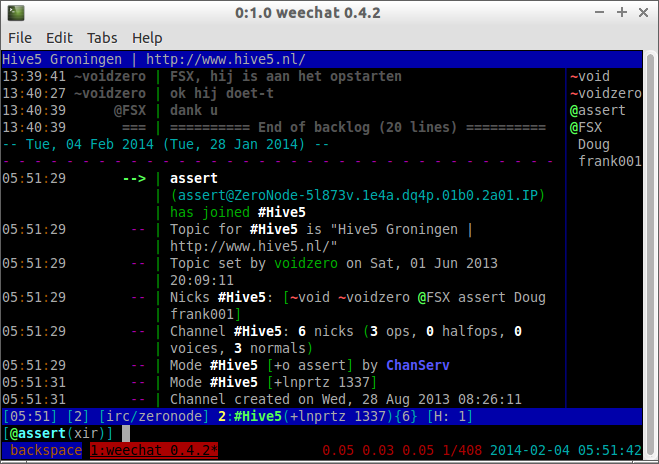 0:1.0 weechat 0.4.2
File Edit Tabs Help
Hive5 Groningen | http://www.hive5.nl/
13:39:41 ~voidzero | FSX, hij is aan het opstarten
13:40:27 ~voidzero | ok hij doet-t
13:40:39 @FSX | dank u
13:40:39 === | ========== End of backlog (20 lines) ==========
-- Tue, 04 Feb 2014 (Tue, 28 Jan 2014) --
05:51:29 --> | assert
| (assert@ZeroNode-5l873v.1e4a.dq4p.01b0.2a01.IP)
| has joined #Hive5
05:51:29 -- | Topic for #Hive5 is "Hive5 Groningen |
| http://www.hive5.nl/"
05:51:29 -- | Topic set by voidzero on Sat, 01 Jun 2013
| 20:09:11
05:51:29 -- | Nicks #Hive5: [~void ~voidzero @FSX assert Doug
| frank001]
05:51:29 -- | Channel #Hive5: 6 nicks (3 ops, 0 halfops, 0
| voices, 3 normals)
05:51:29 -- | Mode #Hive5 [+o assert] by ChanServ
05:51:31 -- | Mode #Hive5 [+lnprtz 1337]
05:51:31 -- | Channel created on Wed, 28 Aug 2013 08:26:11
~void
~voidzero
@assert
@FSX
Doug
frank001
[05:51] [2] [irc/zeronode] 2:#Hive5(+lnprtz 1337){6} [H: 1]
[@assert(xir)]
backspace 1:weechat 0.4.2* 0.05 0.03 0.05 1/408 2014-02-04 05:51:42